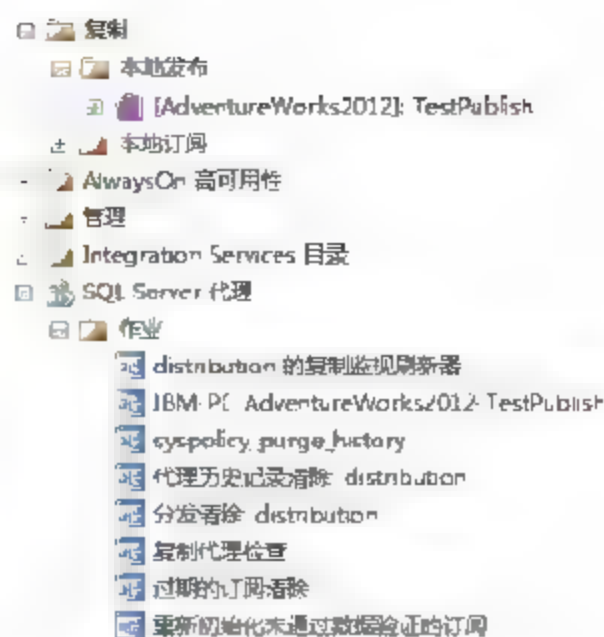 复制
本地发布
[AdventureWorks2012]: TestPublish
本地订阅
AlwaysOn 高可用性
管理
Integration Services 目录
SQL Server 代理
作业
distribution 的复制监视刷新器
IBM-PC-AdventureWorks2012-TestPublish
syspolicy_purge_history
代理历史记录清除: distribution
分发清除: distribution
复制代理检查
过期的订阅清除
重新初始化未通过数据验证的订阅